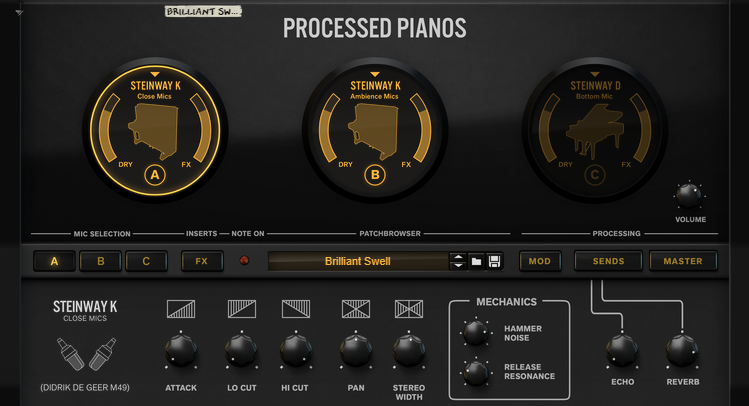 BRILLIANT SW...
PROCESSED PIANOS
STEINWAY K
Close Mics
DRY
FX
A
STEINWAY K
Ambience Mics
DRY
FX
B
STEINWAY D
Bottom Mic
DRY
FX
C
VOLUME
MIC SELECTION
INSERTS
NOTE ON
PATCHBROWSER
PROCESSING
A
B
C
FX
Brilliant Swell
MOD
SENDS
MASTER
STEINWAY K
CLOSE MICS
(DIDRIK DE GEER M49)
ATTACK
LO CUT
HI CUT
PAN
STEREO
WIDTH
MECHANICS
HAMMER
NOISE
RELEASE
RESONANCE
ECHO
REVERB